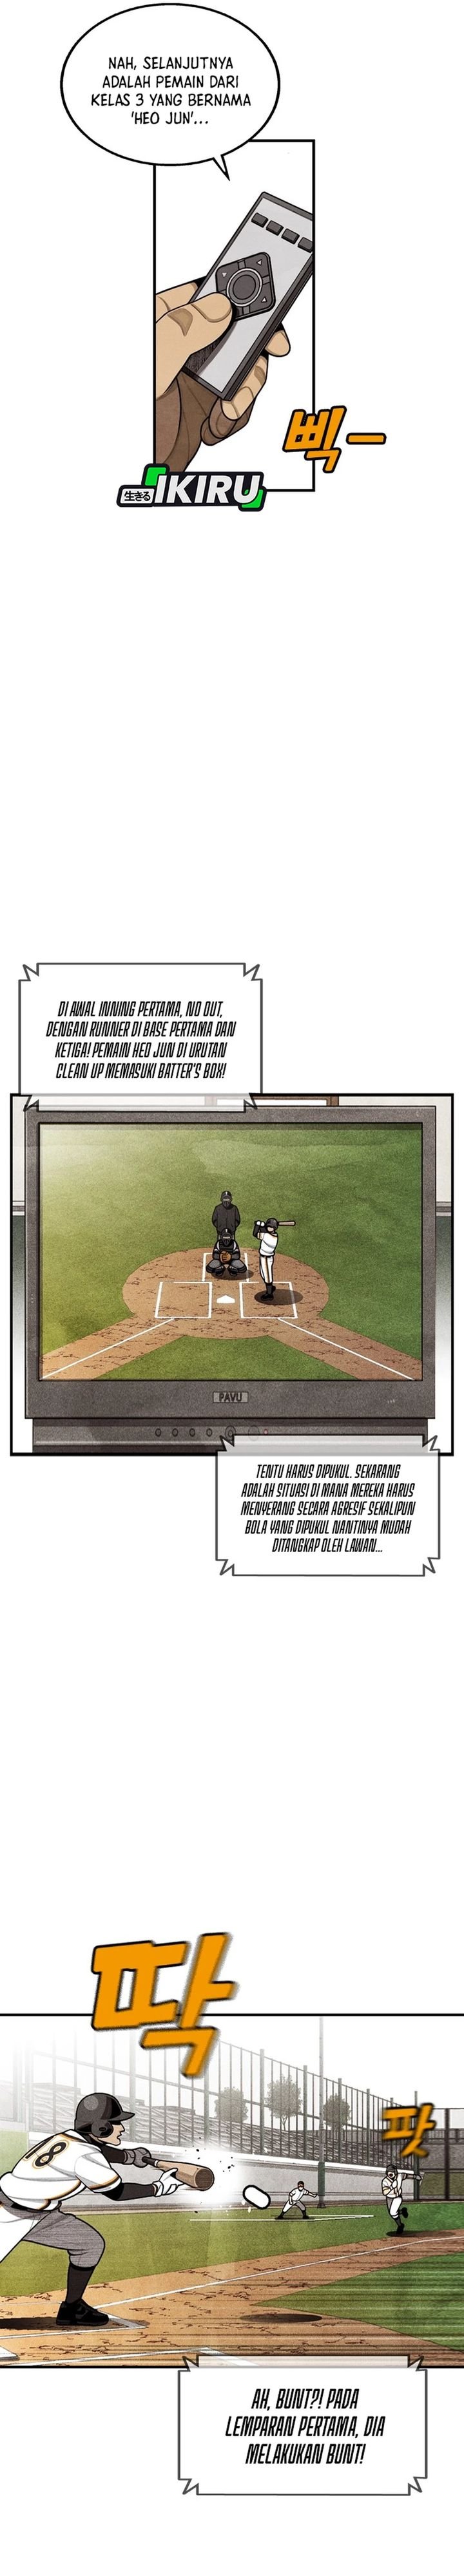 NAH, SELANJUTNYA
ADALAH PEMAIN DARI
KELAS 3 YANG BERNAMA
'HEO JUN'...
삑—
生きる IKIRU
DI AWAL INNING PERTAMA, NO OUT,
DENGAN RUNNER DI BASE PERTAMA DAN
KETIGA! PEMAIN HEO JUN DI URUTAN
CLEAN UP MEMASUKI BATTER'S BOX!
PAVU
TENTU HARUS DIPUKUL. SEKARANG
ADALAH SITUASI DI MANA MEREKA HARUS
MENYERANG SECARA AGRESIF SEKALIPUN
BOLA YANG DIPUKUL NANTINYA MUDAH
DITANGKAP OLEH LAWAN...
딱
팟
18
AH, BUNT?! PADA
LEMPARAN PERTAMA, DIA
MELAKUKAN BUNT!